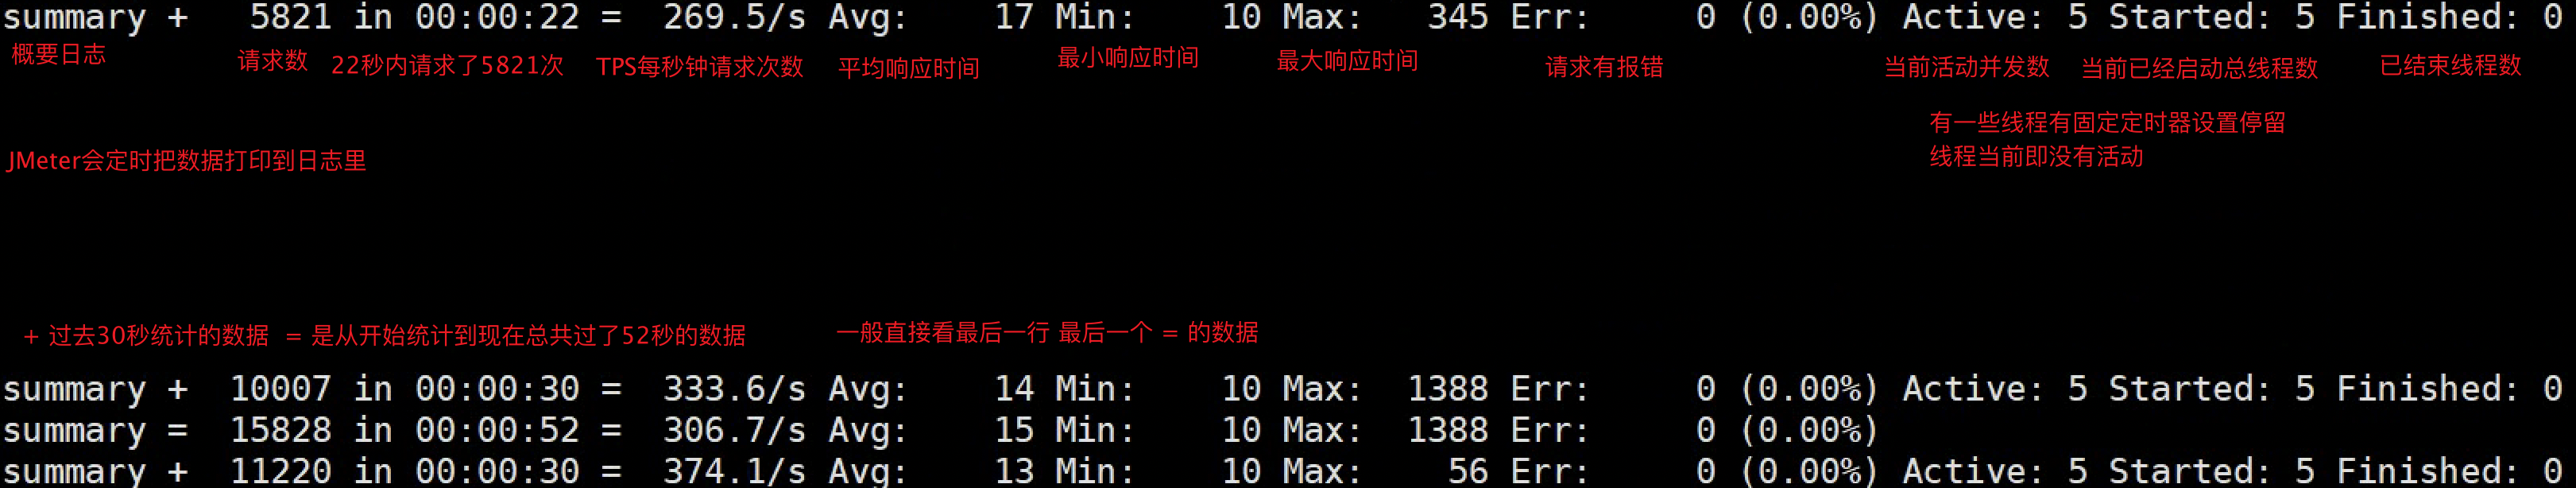 summary +   5821 in 00:00:22 =  269.5/s Avg:    17 Min:    10 Max:   345 Err:     0 (0.00%) Active: 5 Started: 5 Finished: 0
概要日志 请求数 22秒内请求了5821次 TPS每秒钟请求次数 平均响应时间 最小响应时间 最大响应时间 请求有报错 当前活动并发数 当前已经启动总线程数 已结束线程数
有一些线程有固定定时器设置停留
线程当前即没有活动
JMeter会定时把数据打印到日志里
+ 过去30秒统计的数据 = 是从开始统计到现在总共过了52秒的数据 一般直接看最后一行 最后一个 = 的数据
summary +  10007 in 00:00:30 =  333.6/s Avg:    14 Min:    10 Max:  1388 Err:     0 (0.00%) Active: 5 Started: 5 Finished: 0
summary =  15828 in 00:00:52 =  306.7/s Avg:    15 Min:    10 Max:  1388 Err:     0 (0.00%)
summary +  11220 in 00:00:30 =  374.1/s Avg:    13 Min:    10 Max:    56 Err:     0 (0.00%) Active: 5 Started: 5 Finished: 0